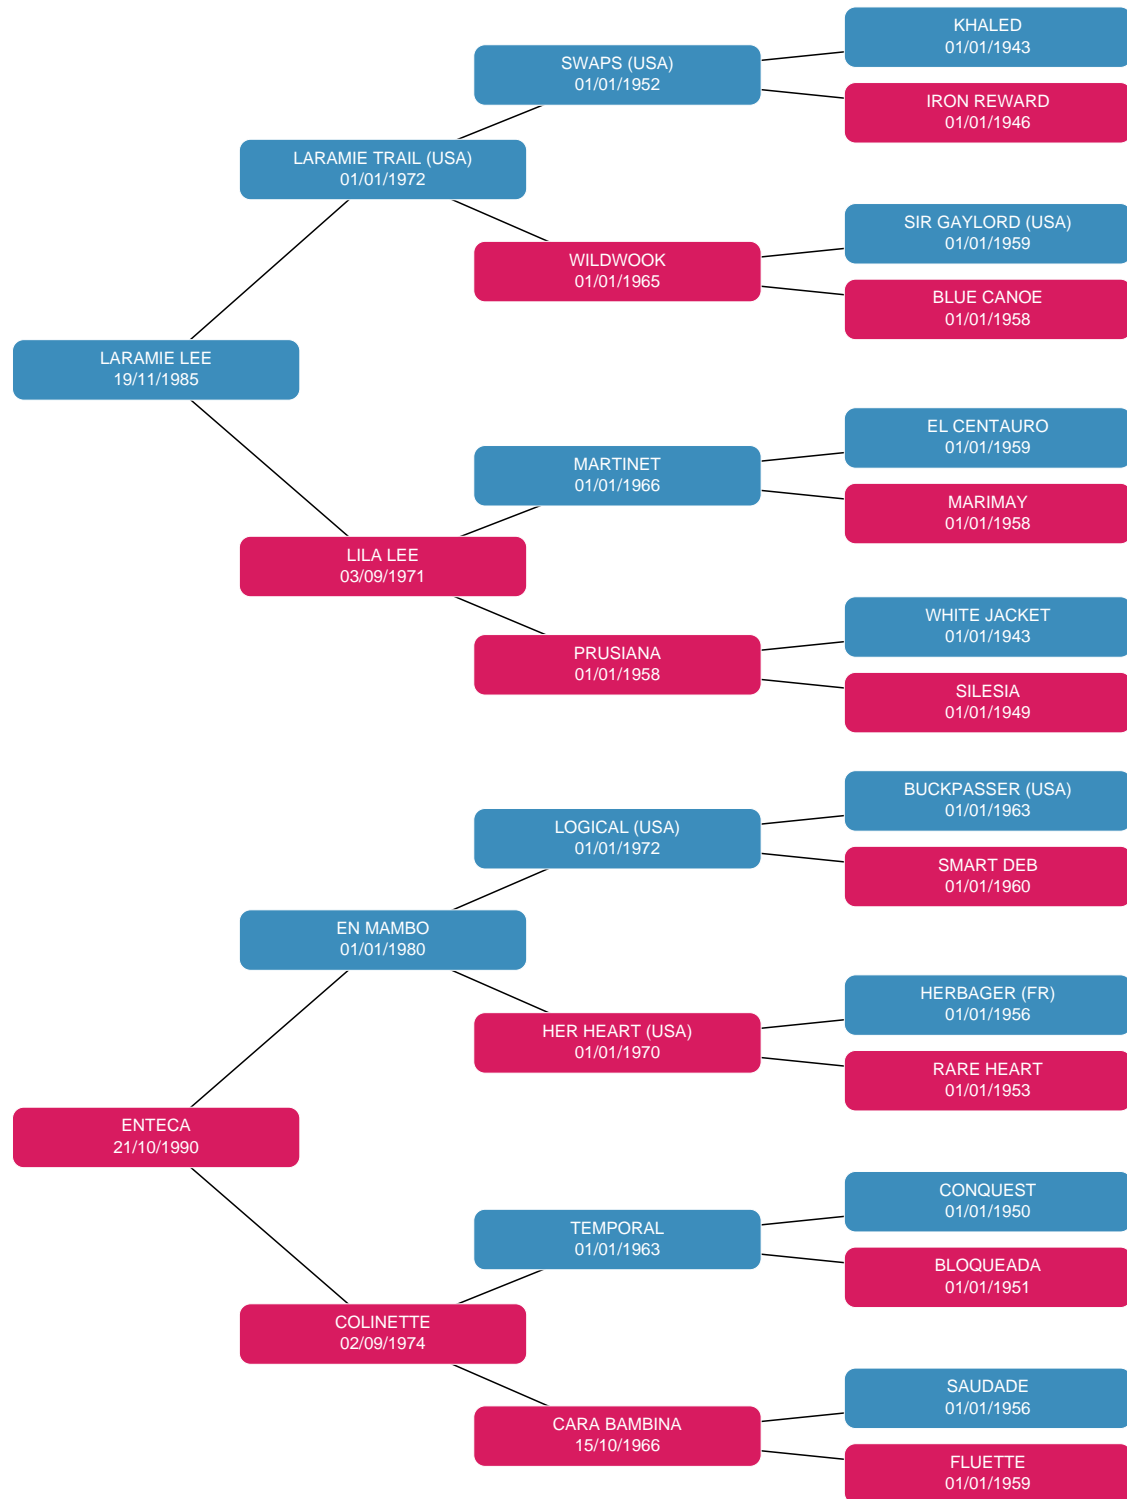 KHALED
01/01/1943
SWAPS (USA)
01/01/1952
IRON REWARD
01/01/1946
LARAMIE TRAIL (USA)
01/01/1972
SIR GAYLORD (USA)
01/01/1959
WILDWOOK
01/01/1965
BLUE CANOE
01/01/1958
LARAMIE LEE
19/11/1985
EL CENTAURO
01/01/1959
MARTINET
01/01/1966
MARIMAY
01/01/1958
LILA LEE
03/09/1971
WHITE JACKET
01/01/1943
PRUSIANA
01/01/1958
SILESIA
01/01/1949
BUCKPASSER (USA)
01/01/1963
LOGICAL (USA)
01/01/1972
SMART DEB
01/01/1960
EN MAMBO
01/01/1980
HERBAGER (FR)
01/01/1956
HER HEART (USA)
01/01/1970
RARE HEART
01/01/1953
ENTECA
21/10/1990
CONQUEST
01/01/1950
TEMPORAL
01/01/1963
BLOQUEADA
01/01/1951
COLINETTE
02/09/1974
SAUDADE
01/01/1956
CARA BAMBINA
15/10/1966
FLUETTE
01/01/1959